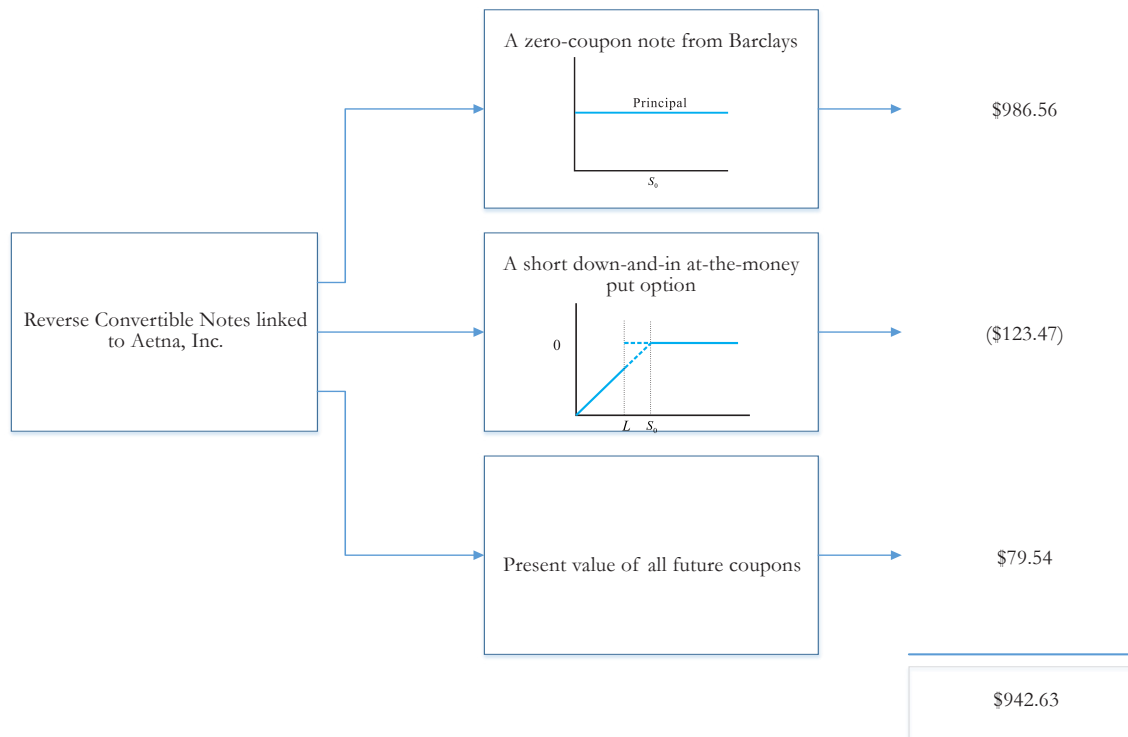 A zero-coupon note from Barclays
Principal
S₀
$986.56
Reverse Convertible Notes linked
to Aetna, Inc.
A short down-and-in at-the-money
put option
0
L S₀
($123.47)
Present value of all future coupons
$79.54
$942.63